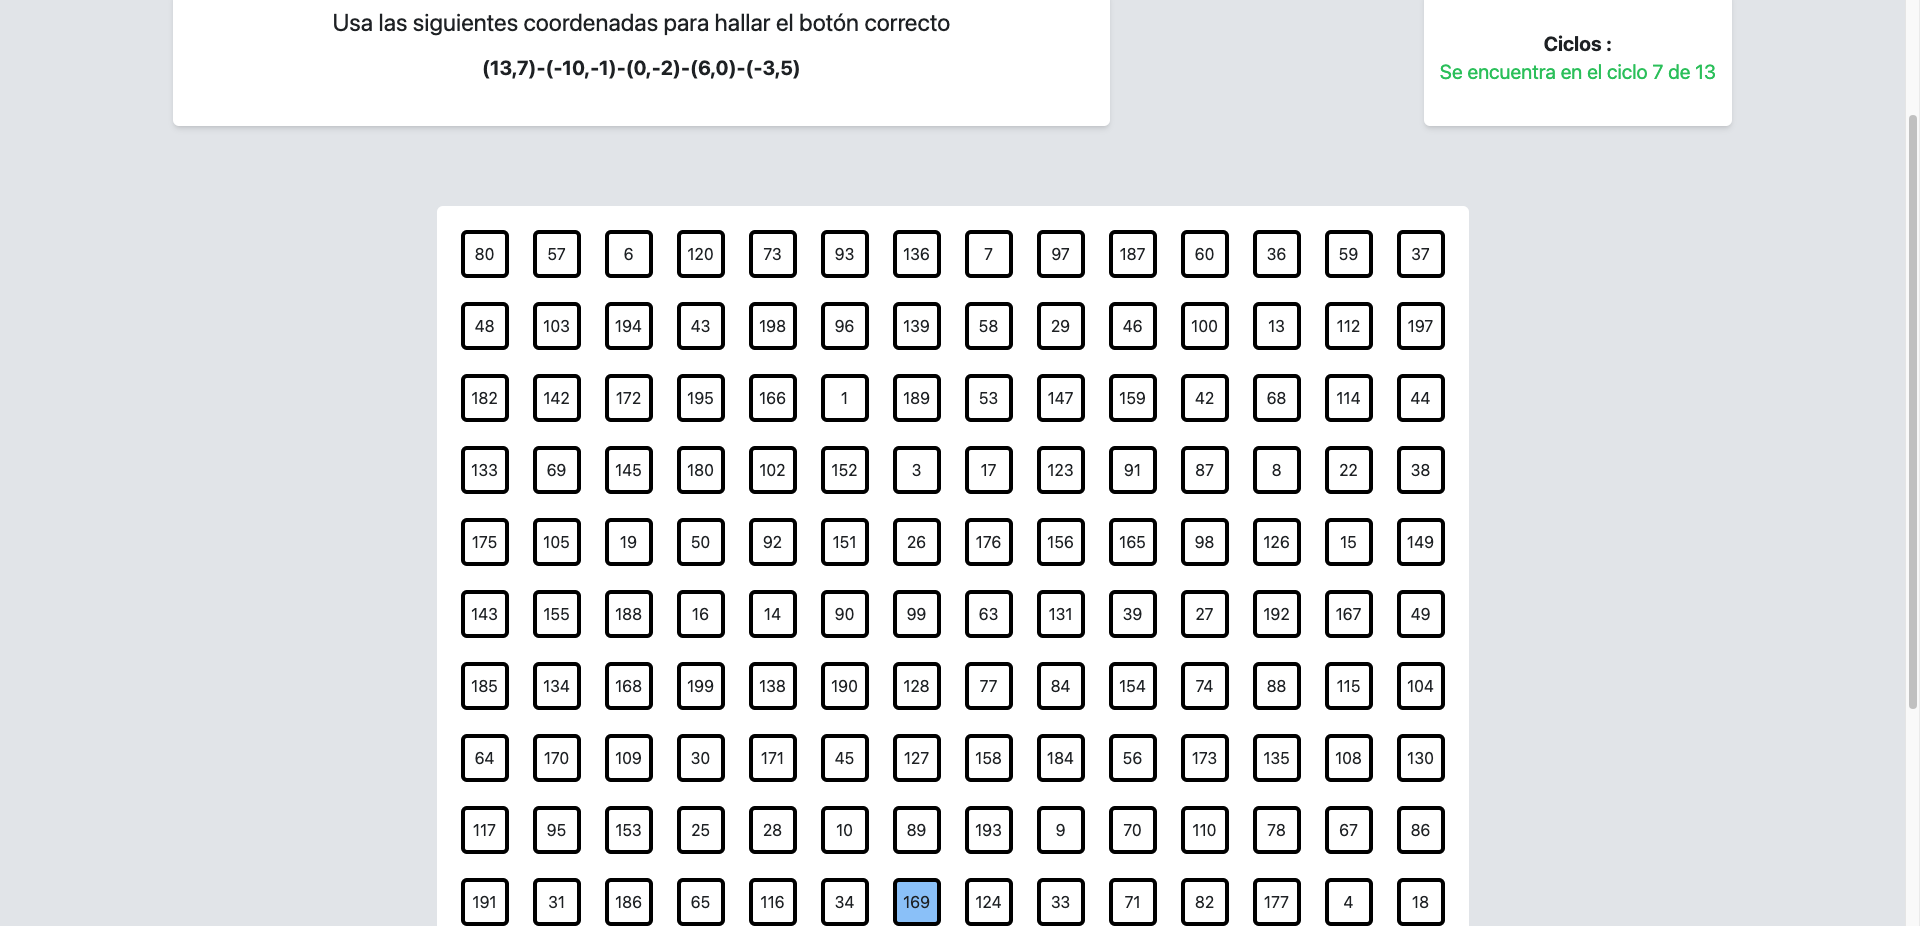 Usa las siguientes coordenadas para hallar el botón correcto
(13,7)-(-10,-1)-(0,-2)-(6,0)-(-3,5)
Ciclos :
Se encuentra en el ciclo 7 de 13
80 57 6 120 73 93 136 7 97 187 60 36 59 37
48 103 194 43 198 96 139 58 29 46 100 13 112 197
182 142 172 195 166 1 189 53 147 159 42 68 114 44
133 69 145 180 102 152 3 17 123 91 87 8 22 38
175 105 19 50 92 151 26 176 156 165 98 126 15 149
143 155 188 16 14 90 99 63 131 39 27 192 167 49
185 134 168 199 138 190 128 77 84 154 74 88 115 104
64 170 109 30 171 45 127 158 184 56 173 135 108 130
117 95 153 25 28 10 89 193 9 70 110 78 67 86
191 31 186 65 116 34 169 124 33 71 82 177 4 18